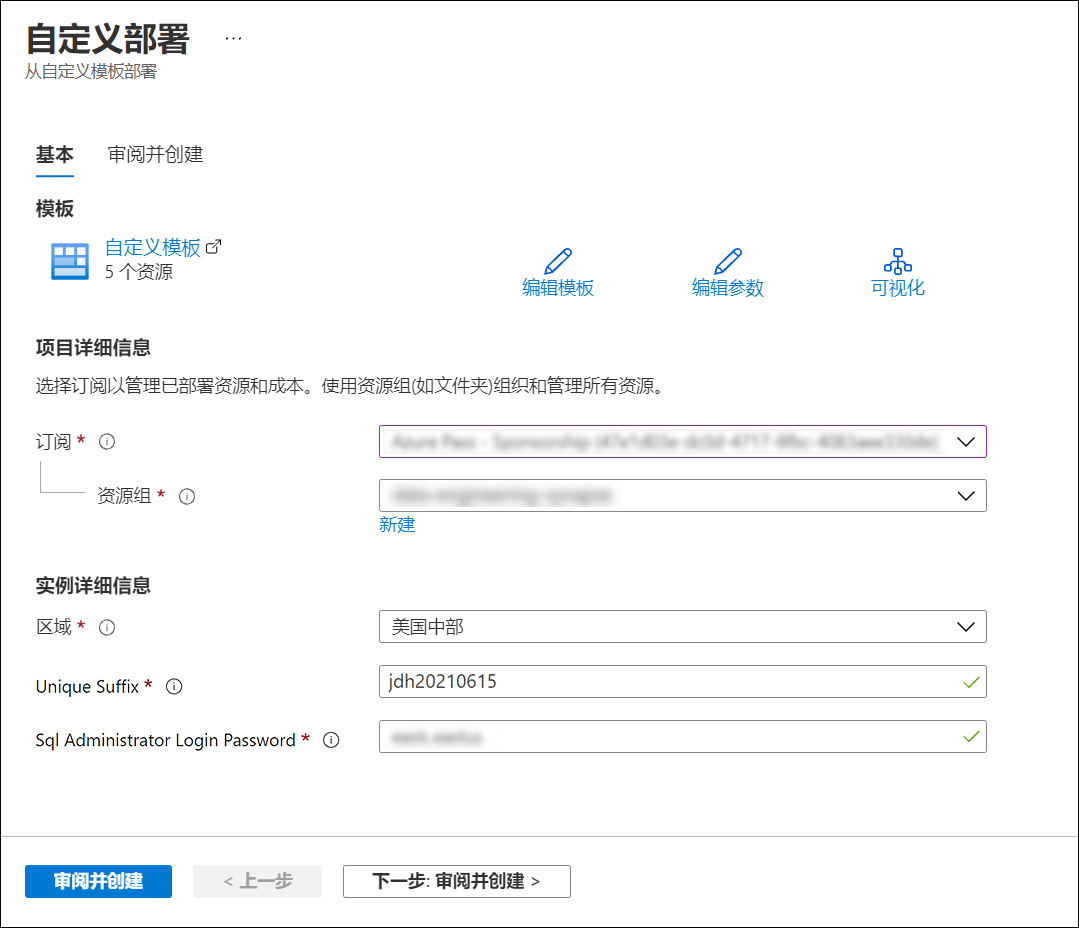 自定义部署 ...
从自定义模板部署
基本 审阅并创建
模板
自定义模板
5 个资源
编辑模板 编辑参数 可视化
项目详细信息
选择订阅以管理已部署资源和成本。使用资源组(如文件夹)组织和管理所有资源。
订阅 *
资源组 *
新建
实例详细信息
区域 * 美国中部
Unique Suffix * jdh20210615
Sql Administrator Login Password *
审阅并创建 < 上一步 下一步: 审阅并创建 >